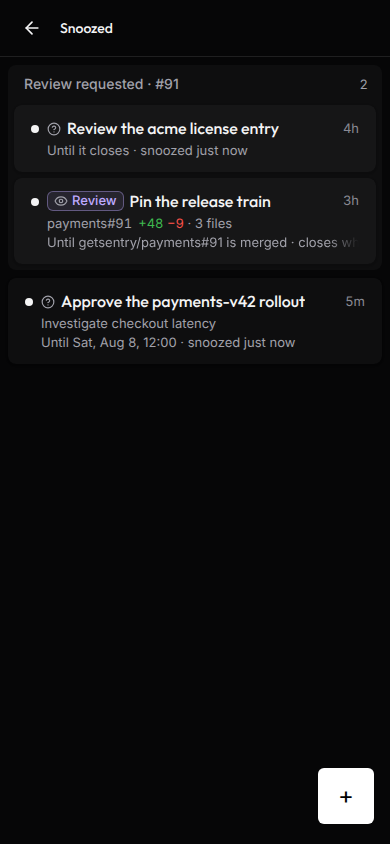 Snoozed
Review requested · #91 2
Review the acme license entry 4h
Until it closes · snoozed just now
Review Pin the release train 3h
payments#91 +48 −9 · 3 files
Until getsentry/payments#91 is merged · closes
Approve the payments-v42 rollout 5m
Investigate checkout latency
Until Sat, Aug 8, 12:00 · snoozed just now
+